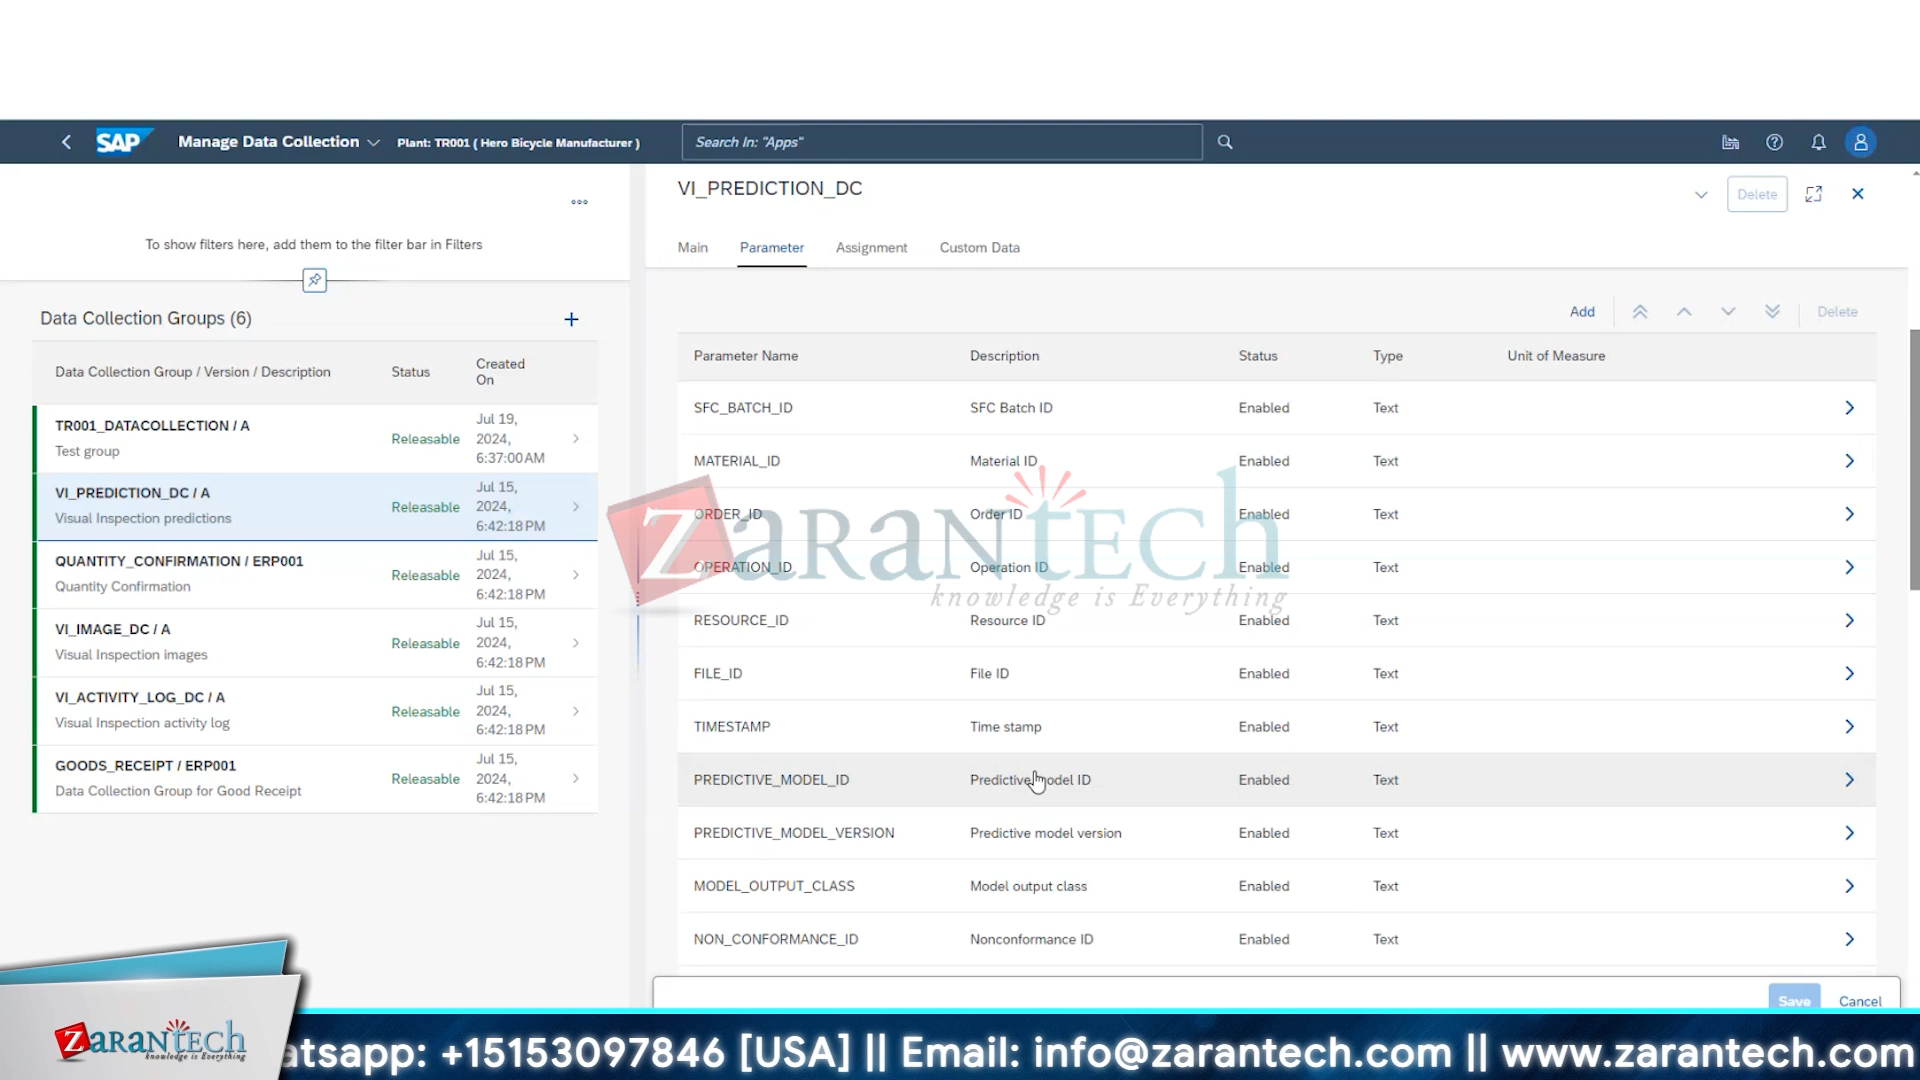 SAP
Manage Data Collection
Plant: TR001 ( Hero Bicycle Manufacturer )
Search In: "Apps"
To show filters here, add them to the filter bar in Filters
Data Collection Groups (6)
Data Collection Group / Version / Description
Status
Created
On
TR001_DATACOLLECTION / A
Test group
Releasable
Jul 19,
2024,
6:37:00 AM
VI_PREDICTION_DC / A
Visual Inspection predictions
Releasable
Jul 15,
2024,
6:42:18 PM
QUANTITY_CONFIRMATION / ERP001
Quantity Confirmation
Releasable
Jul 15,
2024,
6:42:18 PM
VI_IMAGE_DC / A
Visual Inspection images
Releasable
Jul 15,
2024,
6:42:18 PM
VI_ACTIVITY_LOG_DC / A
Visual Inspection activity log
Releasable
Jul 15,
2024,
6:42:18 PM
GOODS_RECEIPT / ERP001
Data Collection Group for Good Receipt
Releasable
Jul 15,
2024,
6:42:18 PM
VI_PREDICTION_DC
Delete
Main Parameter Assignment Custom Data
Add Delete
Parameter Name Description Status Type Unit of Measure
SFC_BATCH_ID SFC Batch ID Enabled Text
MATERIAL_ID Material ID Enabled Text
ORDER_ID Order ID Enabled Text
OPERATION_ID Operation ID Enabled Text
RESOURCE_ID Resource ID Enabled Text
FILE_ID File ID Enabled Text
TIMESTAMP Time stamp Enabled Text
PREDICTIVE_MODEL_ID Predictive model ID Enabled Text
PREDICTIVE_MODEL_VERSION Predictive model version Enabled Text
MODEL_OUTPUT_CLASS Model output class Enabled Text
NON_CONFORMANCE_ID Nonconformance ID Enabled Text
Save Cancel
ZaRaNtech
knowledge is Everything
ZaRaNtech
knowledge is Everything
atsapp: +15153097846 [USA] || Email: info@zarantech.com || www.zarantech.com